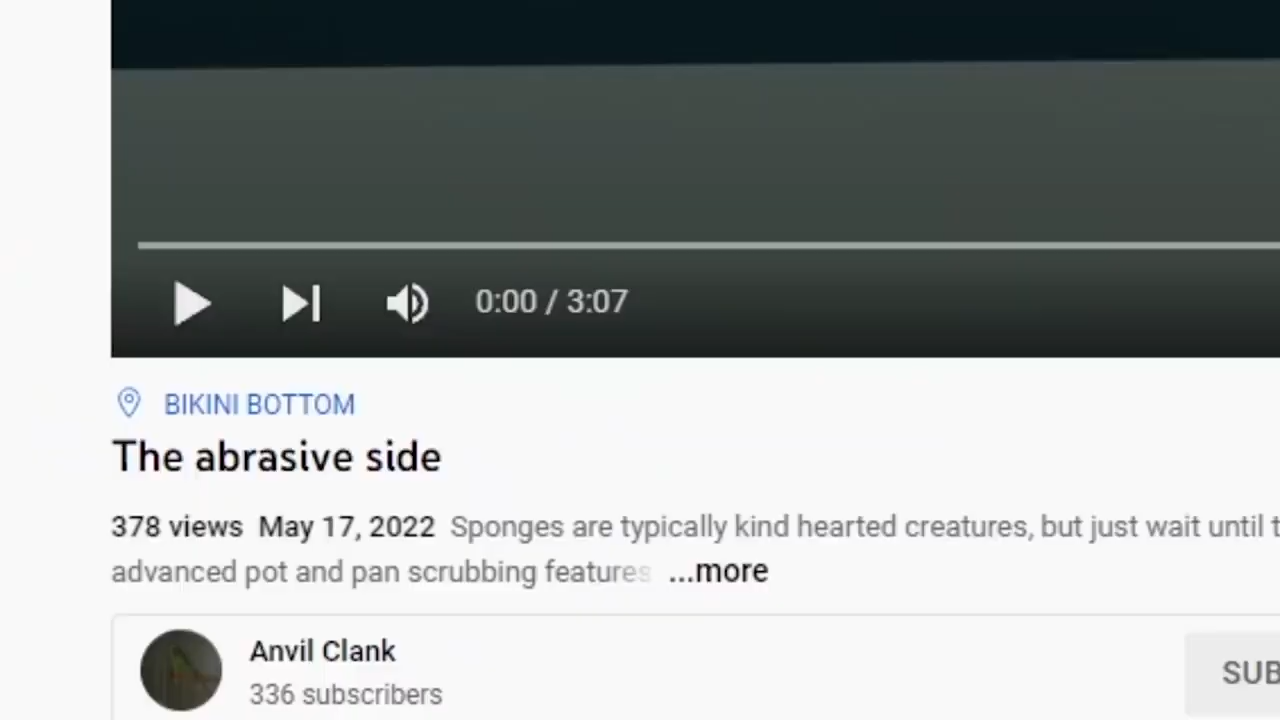 0:00 / 3:07
BIKINI BOTTOM
The abrasive side
378 views May 17, 2022 Sponges are typically kind hearted creatures, but just wait until
advanced pot and pan scrubbing features ...more
Anvil Clank
336 subscribers
SUB